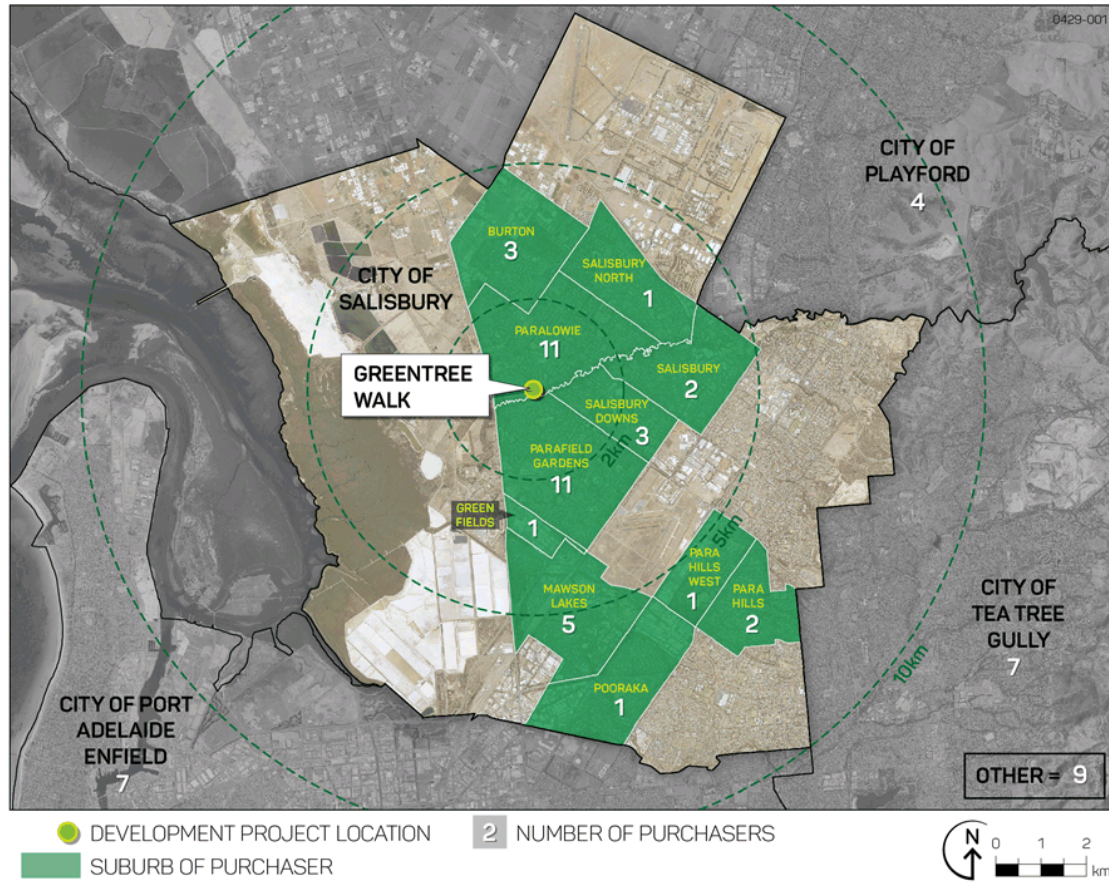 0429-001
CITY OF
PLAYFORD
4
BURTON
3
SALISBURY
NORTH
1
CITY OF
SALISBURY
PARALOWIE
11
GREENTREE
WALK
SALISBURY
2
SALISBURY
DOWNS
3
2km
PARAFIELD
GARDENS
11
GREEN
FIELDS
1
5km
PARA
HILLS
WEST
1
PARA
HILLS
2
MAWSON
LAKES
5
CITY OF
TEA TREE
GULLY
7
10km
POORAKA
1
CITY OF PORT
ADELAIDE
ENFIELD
7
OTHER = 9
DEVELOPMENT PROJECT LOCATION
2 NUMBER OF PURCHASERS
SUBURB OF PURCHASER
N
0 1 2
km